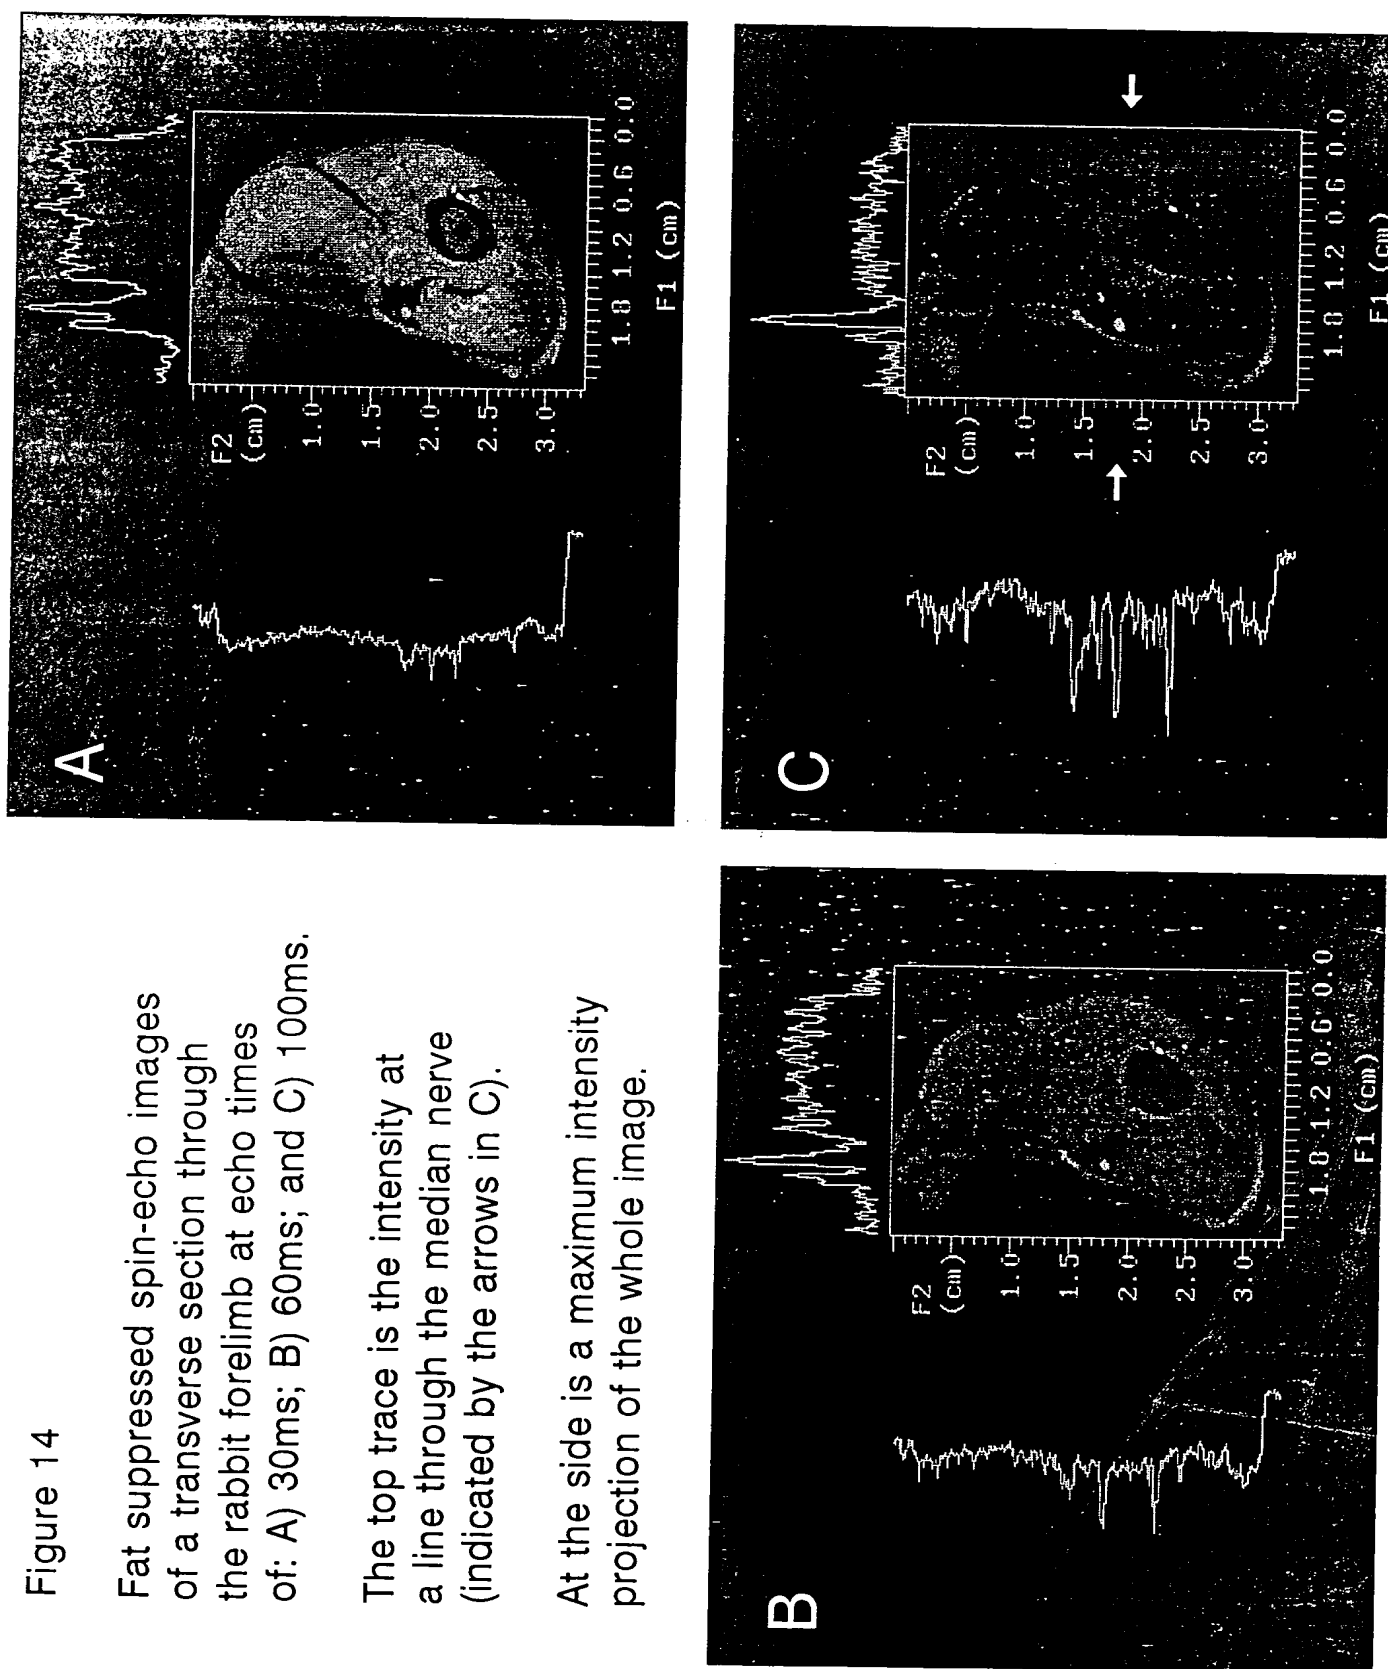 Figure 14
Fat suppressed spin-echo images
of a transverse section through
the rabbit forelimb at echo times
of: A) 30ms; B) 60ms; and C) 100ms.
The top trace is the intensity at
a line through the median nerve
(indicated by the arrows in C).
At the side is a maximum intensity
projection of the whole image.
A
F2
(cm)
1.0
1.5
2.0
2.5
3.0
1.8 1.2 0.6 0.0
F1 (cm)
B
F2
(cm)
1.0
1.5
2.0
2.5
3.0
1.8 1.2 0.6 0.0
F1 (cm)
C
F2
(cm)
1.0
1.5
2.0
2.5
3.0
1.8 1.2 0.6 0.0
F1 (cm)